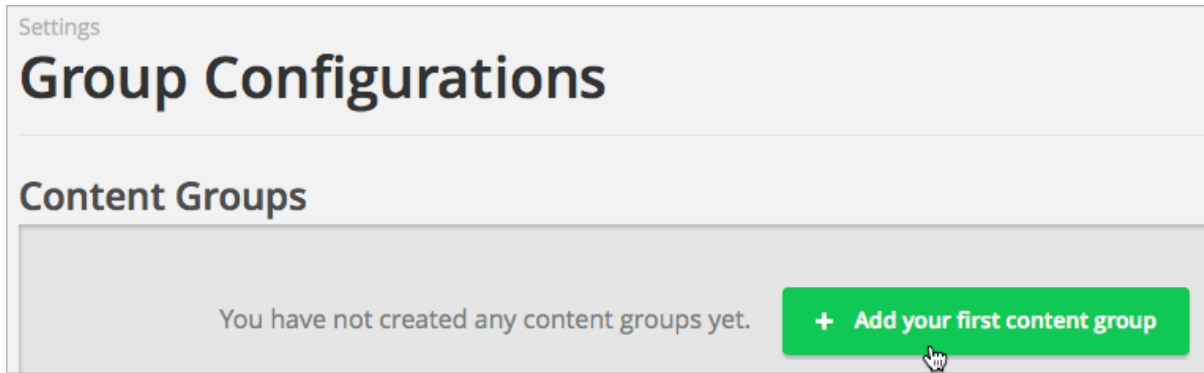 Settings
Group Configurations
Content Groups
You have not created any content groups yet.
+ Add your first content group